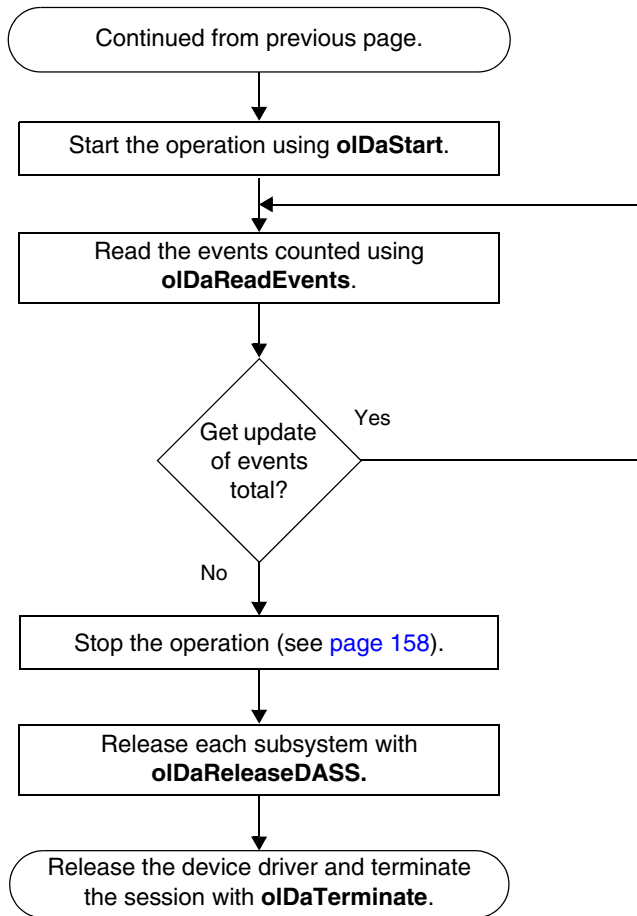 Continued from previous page.
Start the operation using olDaStart.
Read the events counted using
olDaReadEvents.
Get update
of events
total?
Yes
No
Stop the operation (see page 158).
Release each subsystem with
olDaReleaseDASS.
Release the device driver and terminate
the session with olDaTerminate.